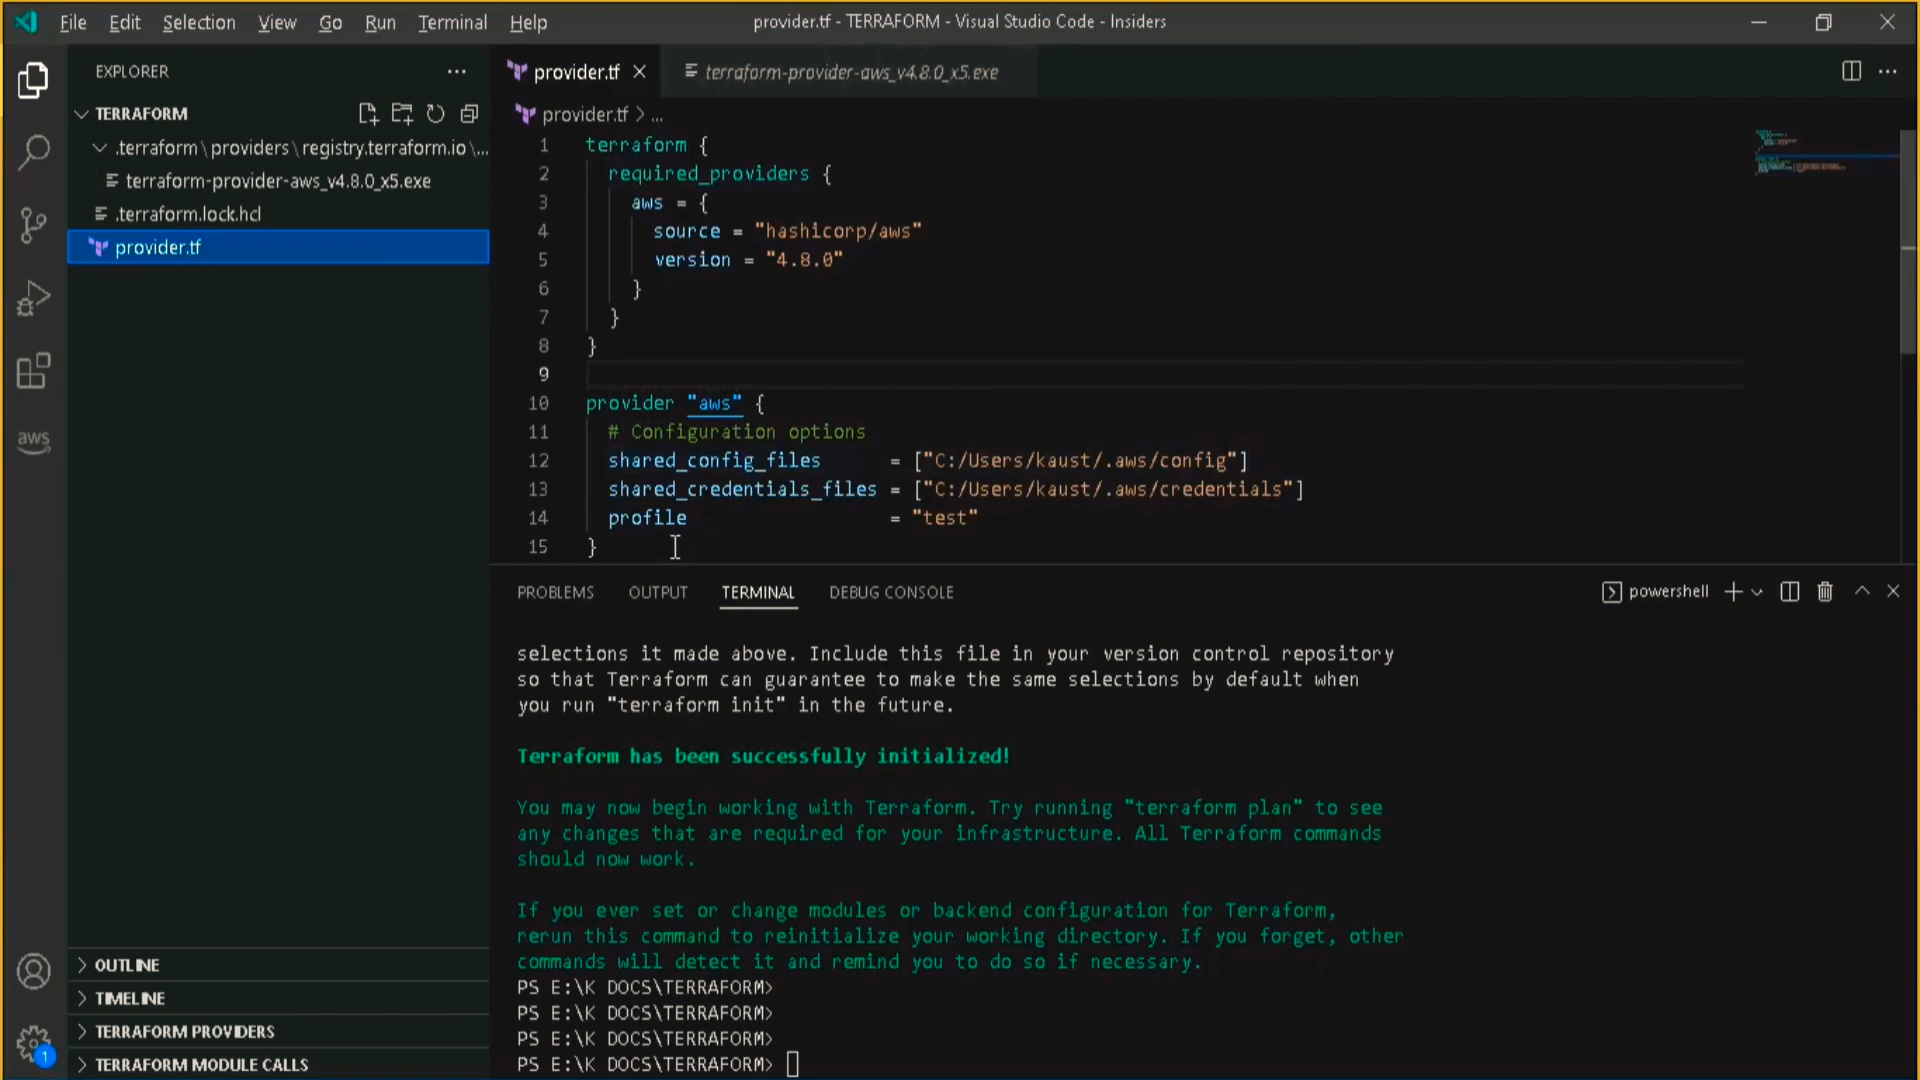 File Edit Selection View Go Run Terminal Help provider.tf - TERRAFORM - Visual Studio Code - Insiders
EXPLORER
TERRAFORM
.terraform\providers\registry.terraform.io\...
terraform-provider-aws_v4.8.0_x5.exe
.terraform.lock.hcl
provider.tf
aws
OUTLINE
TIMELINE
TERRAFORM PROVIDERS
TERRAFORM MODULE CALLS
1
provider.tf terraform-provider-aws_v4.8.0_x5.exe
provider.tf > ...
1 terraform {
2 required_providers {
3 aws = {
4 source = "hashicorp/aws"
5 version = "4.8.0"
6 }
7 }
8 }
9
10 provider "aws" {
11 # Configuration options
12 shared_config_files = ["C:/Users/kaust/.aws/config"]
13 shared_credentials_files = ["C:/Users/kaust/.aws/credentials"]
14 profile = "test"
15 }
PROBLEMS OUTPUT TERMINAL DEBUG CONSOLE powershell
selections it made above. Include this file in your version control repository
so that Terraform can guarantee to make the same selections by default when
you run "terraform init" in the future.
Terraform has been successfully initialized!
You may now begin working with Terraform. Try running "terraform plan" to see
any changes that are required for your infrastructure. All Terraform commands
should now work.
If you ever set or change modules or backend configuration for Terraform,
rerun this command to reinitialize your working directory. If you forget, other
commands will detect it and remind you to do so if necessary.
PS E:\K DOCS\TERRAFORM>
PS E:\K DOCS\TERRAFORM>
PS E:\K DOCS\TERRAFORM>
PS E:\K DOCS\TERRAFORM>